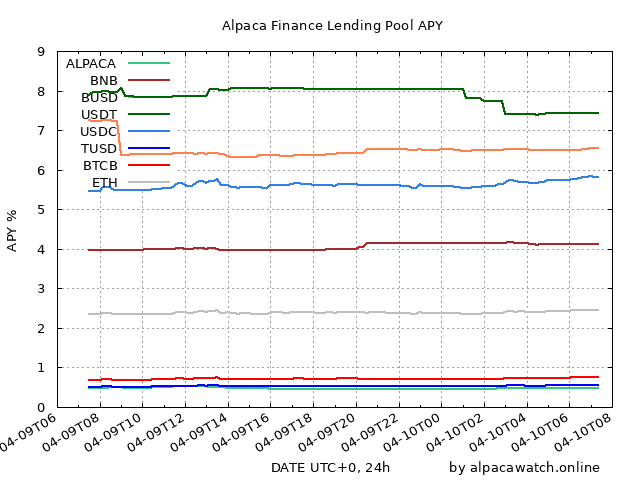 Alpaca Finance Lending Pool APY
9
8
7
6
5
4
3
2
1
0
APY %
ALPACA
BNB
BUSD
USDT
USDC
TUSD
BTCB
ETH
04-09T06
04-09T08
04-09T10
04-09T12
04-09T14
04-09T16
04-09T18
04-09T20
04-09T22
04-10T00
04-10T02
04-10T04
04-10T06
04-10T08
DATE UTC+0, 24h
by alpacawatch.online